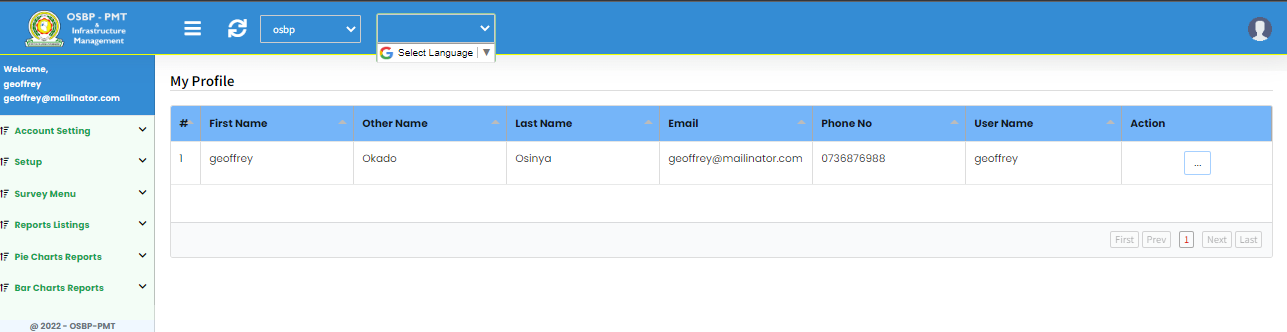 OSBP - PMT
&
Infrastructure
Management
osbp
Select Language ▼
Welcome,
geoffrey
geoffrey@mailinator.com
Account Setting
Setup
Survey Menu
Reports Listings
Pie Charts Reports
Bar Charts Reports
@ 2022 - OSBP-PMT
My Profile
# First Name Other Name Last Name Email Phone No User Name Action
1 geoffrey Okado Osinya geoffrey@mailinator.com 0736876988 geoffrey ...
First Prev 1 Next Last